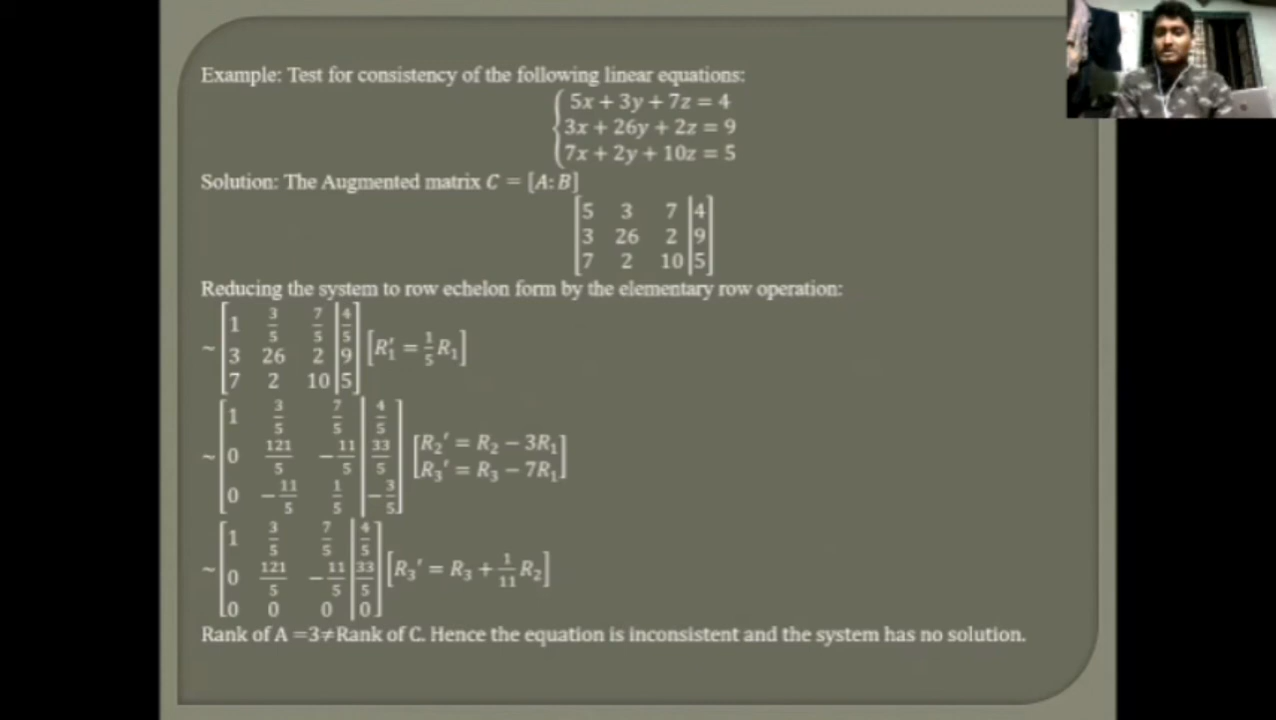 Example: Test for consistency of the following linear equations:
5x + 3y + 7z = 4
3x + 26y + 2z = 9
7x + 2y + 10z = 5
Solution: The Augmented matrix C = [A: B]
[5 3 7 | 4]
[3 26 2 | 9]
[7 2 10 | 5]
Reducing the system to row echelon form by the elementary row operation:
~ [1 3/5 7/5 | 4/5]
[3 26 2 | 9] [R₁′ = 1/5 R₁]
[7 2 10 | 5]
[1 3/5 7/5 | 4/5]
~ [0 121/5 −11/5 | 33/5] [R₂′ = R₂ − 3R₁]
[0 −11/5 1/5 | −3/5] [R₃′ = R₃ − 7R₁]
[1 3/5 7/5 | 4/5]
~ [0 121/5 −11/5 | 33/5] [R₃′ = R₃ + 1/11 R₂]
[0 0 0 | 0]
Rank of A =3≠Rank of C. Hence the equation is inconsistent and the system has no solution.